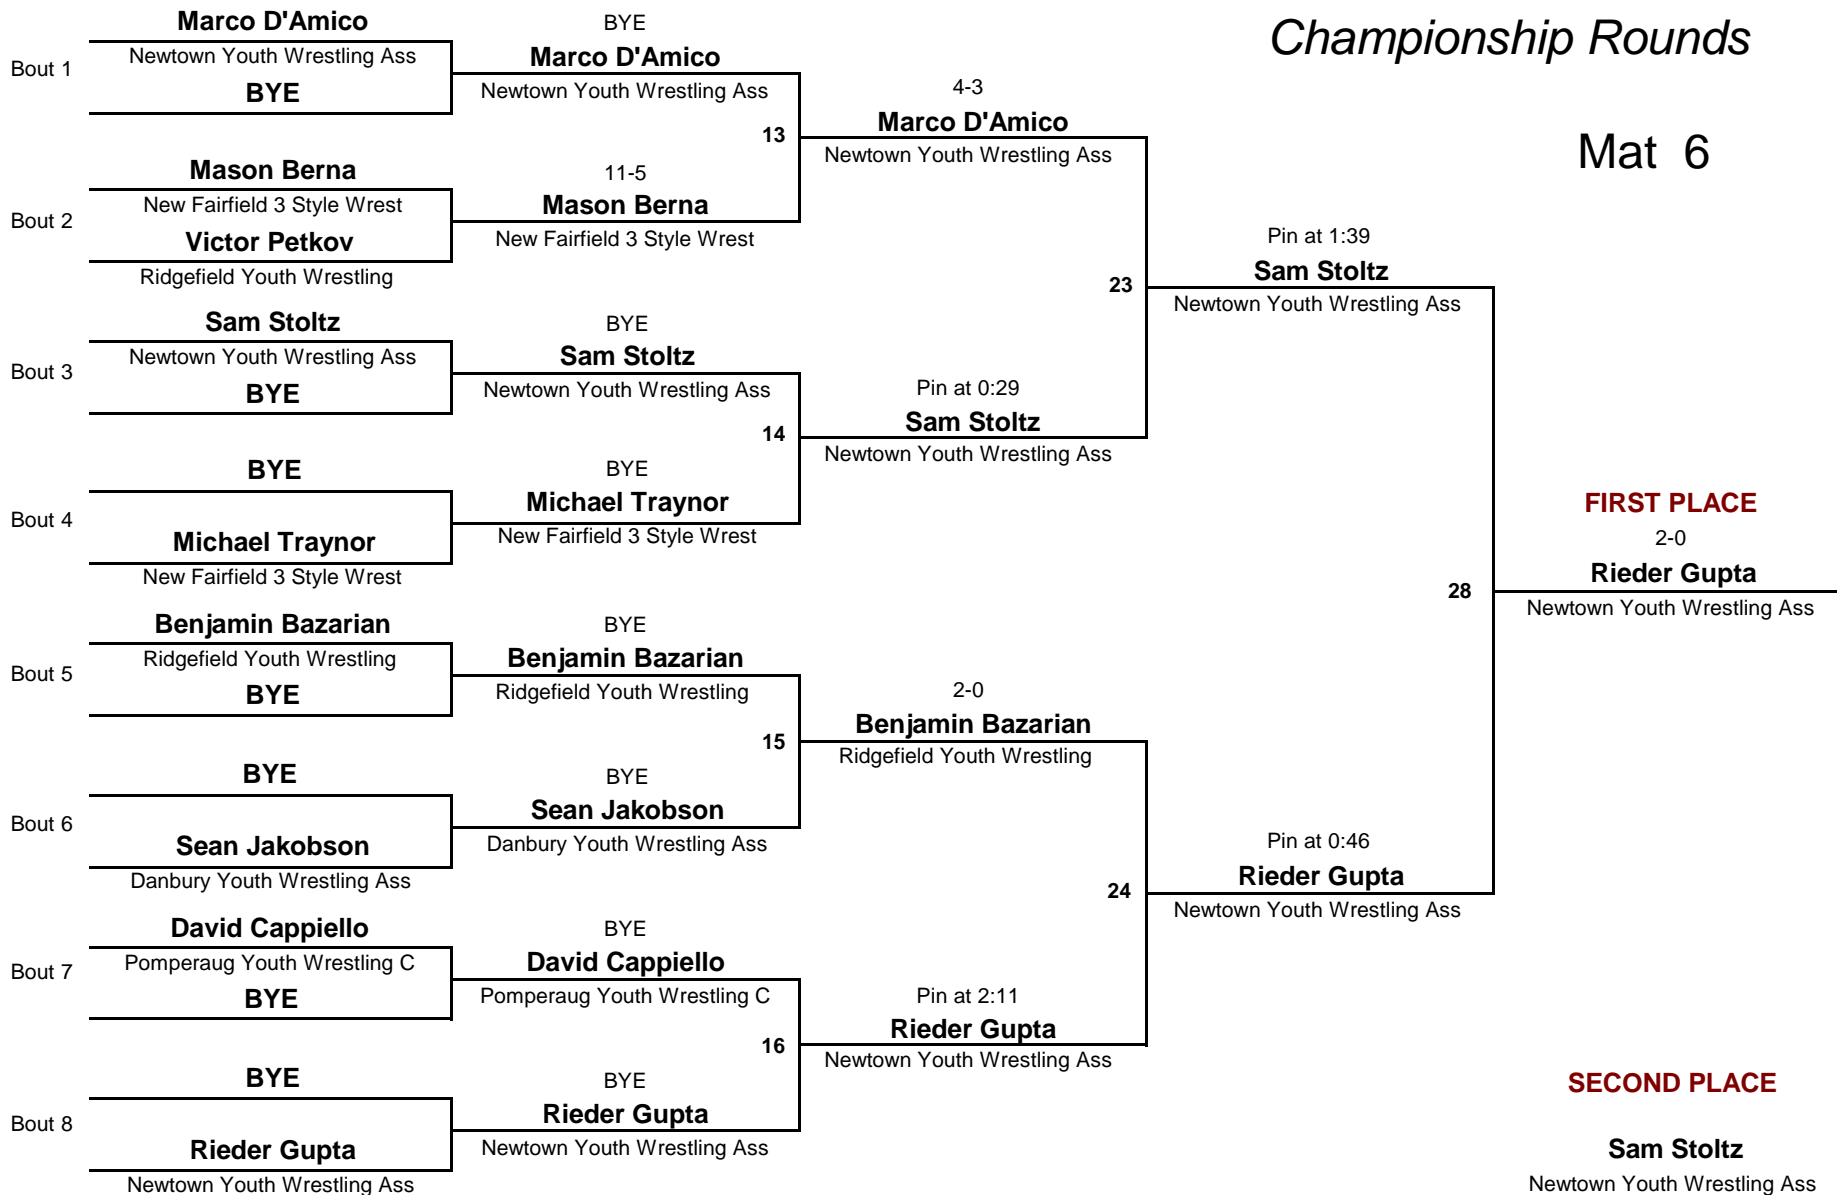 Championship Rounds
Mat 6
Bout 1
Marco D'Amico
Newtown Youth Wrestling Ass
BYE
Bout 2
Mason Berna
New Fairfield 3 Style Wrest
Victor Petkov
Ridgefield Youth Wrestling
Bout 3
Sam Stoltz
Newtown Youth Wrestling Ass
BYE
Bout 4
BYE
Michael Traynor
New Fairfield 3 Style Wrest
Bout 5
Benjamin Bazarian
Ridgefield Youth Wrestling
BYE
Bout 6
BYE
Sean Jakobson
Danbury Youth Wrestling Ass
Bout 7
David Cappiello
Pomperaug Youth Wrestling C
BYE
Bout 8
BYE
Rieder Gupta
Newtown Youth Wrestling Ass
BYE
Marco D'Amico
Newtown Youth Wrestling Ass
13
11-5
Mason Berna
New Fairfield 3 Style Wrest
BYE
Sam Stoltz
Newtown Youth Wrestling Ass
14
BYE
Michael Traynor
New Fairfield 3 Style Wrest
BYE
Benjamin Bazarian
Ridgefield Youth Wrestling
15
BYE
Sean Jakobson
Danbury Youth Wrestling Ass
BYE
David Cappiello
Pomperaug Youth Wrestling C
16
BYE
Rieder Gupta
Newtown Youth Wrestling Ass
4-3
Marco D'Amico
Newtown Youth Wrestling Ass
23
Pin at 0:29
Sam Stoltz
Newtown Youth Wrestling Ass
2-0
Benjamin Bazarian
Ridgefield Youth Wrestling
24
Pin at 2:11
Rieder Gupta
Newtown Youth Wrestling Ass
Pin at 1:39
Sam Stoltz
Newtown Youth Wrestling Ass
28
Pin at 0:46
Rieder Gupta
Newtown Youth Wrestling Ass
FIRST PLACE
2-0
Rieder Gupta
Newtown Youth Wrestling Ass
SECOND PLACE
Sam Stoltz
Newtown Youth Wrestling Ass